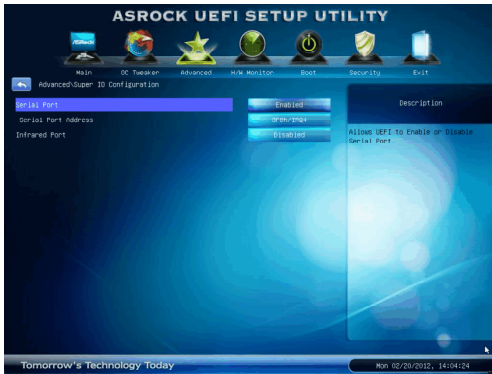 ASROCK UEFI SETUP UTILITY
ASRock
Main
OC Tweaker
Advanced
H/W Monitor
Boot
Security
Exit
Advanced\Super IO Configuration
Serial Port
Enabled
Serial Port Address
3F8h/IRQ4
Infrared Port
Disabled
Description
Allows UEFI to Enable or Disable
Serial Port.
Tomorrow's Technology Today
Mon 02/20/2012, 14:04:24